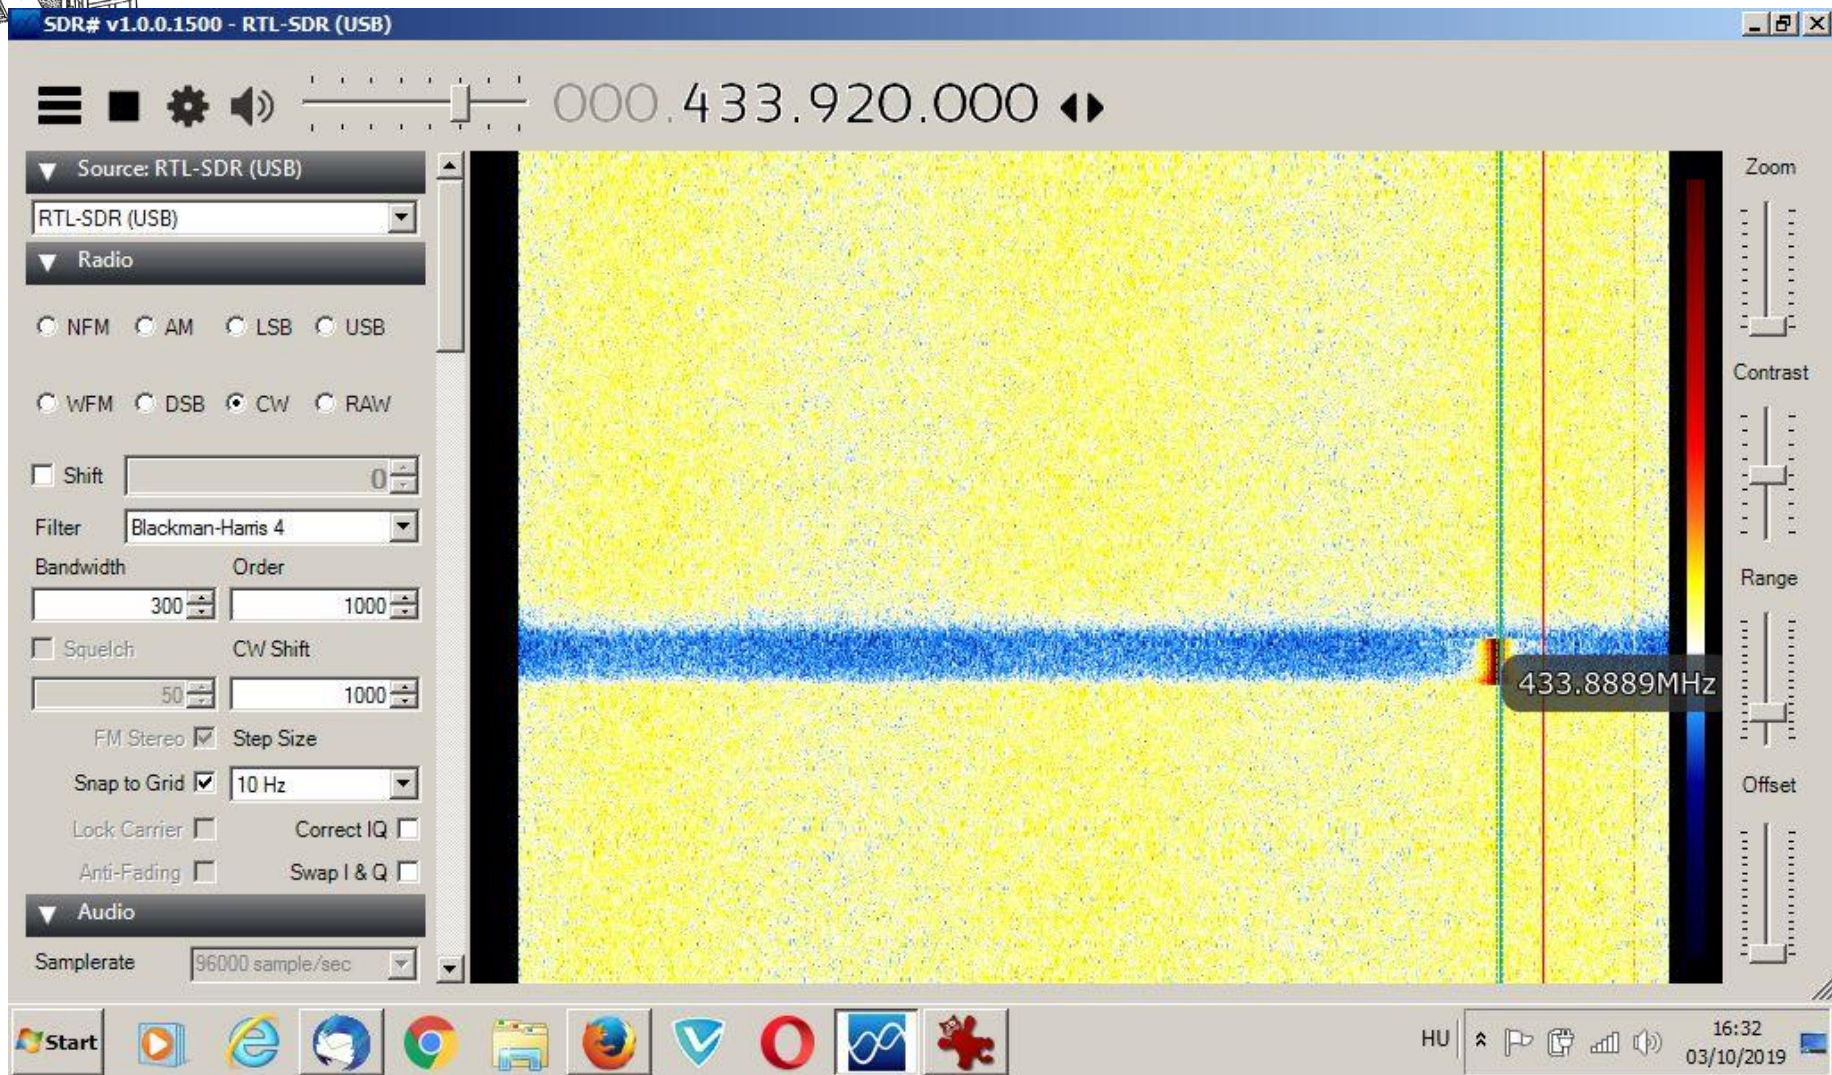 SDR# v1.0.0.1500 - RTL-SDR (USB)
000.433.920.000
Source: RTL-SDR (USB)
RTL-SDR (USB)
Radio
NFM AM LSB USB
WFM DSB CW RAW
Shift 0
Filter Blackman-Harris 4
Bandwidth Order
300 1000
Squelch CW Shift
50 1000
FM Stereo Step Size
Snap to Grid 10 Hz
Lock Carrier Correct IQ
Anti-Fading Swap I & Q
Audio
Samplerate 96000 sample/sec
433.8889MHz
Zoom
Contrast
Range
Offset
Start
HU
16:32
03/10/2019